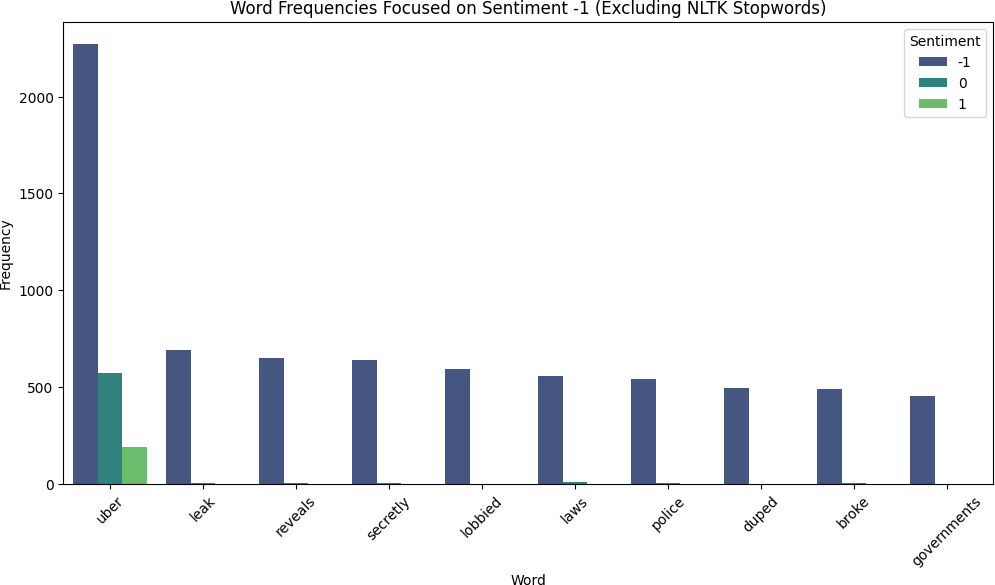 Word Frequencies Focused on Sentiment -1 (Excluding NLTK Stopwords)
Sentiment
-1
0
1
Frequency
2000
1500
1000
500
0
uber
leak
reveals
secretly
lobbied
laws
police
duped
broke
governments
Word